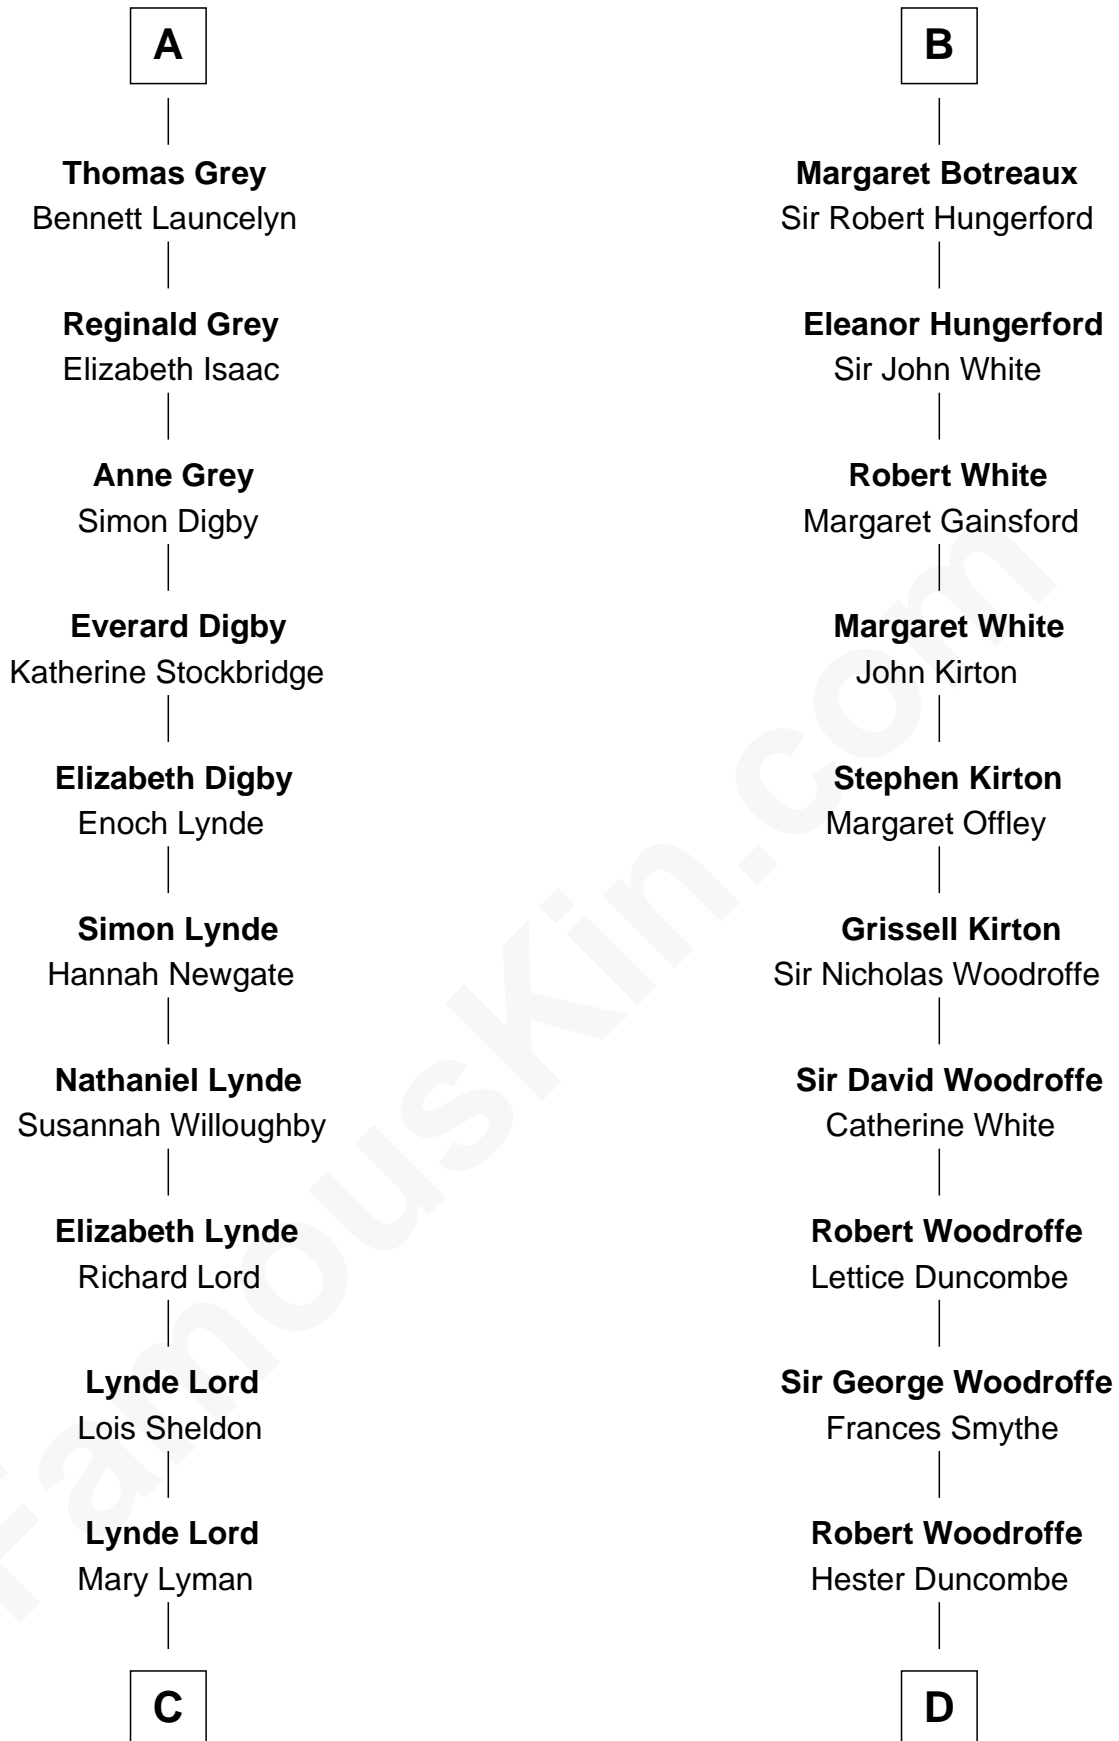 A
Thomas Grey
Bennett Launcelyn
Reginald Grey
Elizabeth Isaac
Anne Grey
Simon Digby
Everard Digby
Katherine Stockbridge
Elizabeth Digby
Enoch Lynde
Simon Lynde
Hannah Newgate
Nathaniel Lynde
Susannah Willoughby
Elizabeth Lynde
Richard Lord
Lynde Lord
Lois Sheldon
Lynde Lord
Mary Lyman
C
B
Margaret Botreaux
Sir Robert Hungerford
Eleanor Hungerford
Sir John White
Robert White
Margaret Gainsford
Margaret White
John Kirton
Stephen Kirton
Margaret Offley
Grissell Kirton
Sir Nicholas Woodroffe
Sir David Woodroffe
Catherine White
Robert Woodroffe
Lettice Duncombe
Sir George Woodroffe
Frances Smythe
Robert Woodroffe
Hester Duncombe
D
FamousKin.com